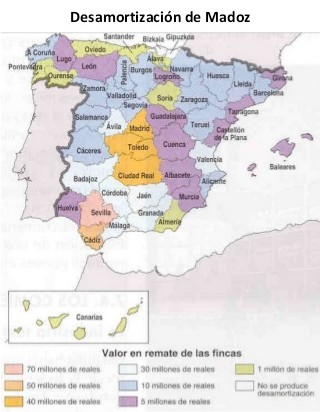 Desamortización de Madoz
Santander
Bizkaia
Gipuzkoa
A Coruña
Oviedo
Lugo
Álava
Pontevedra
León
Palencia
Burgos
Navarra
Logroño
Huesca
Girona
Ourense
Lleida
Barcelona
Zamora
Valladolid
Soria
Zaragoza
Segovia
Tarragona
Salamanca
Ávila
Guadalajara
Madrid
Teruel
Castellón
de la Plana
Toledo
Cuenca
Cáceres
Valencia
Baleares
Ciudad Real
Albacete
Badajoz
Alicante
Córdoba
Jaén
Murcia
Huelva
Sevilla
Granada
Málaga
Almería
Cádiz
Canarias
Valor en remate de las fincas
70 millones de reales
30 millones de reales
1 millón de reales
50 millones de reales
10 millones de reales
No se produce
desamortización
40 millones de reales
5 millones de reales